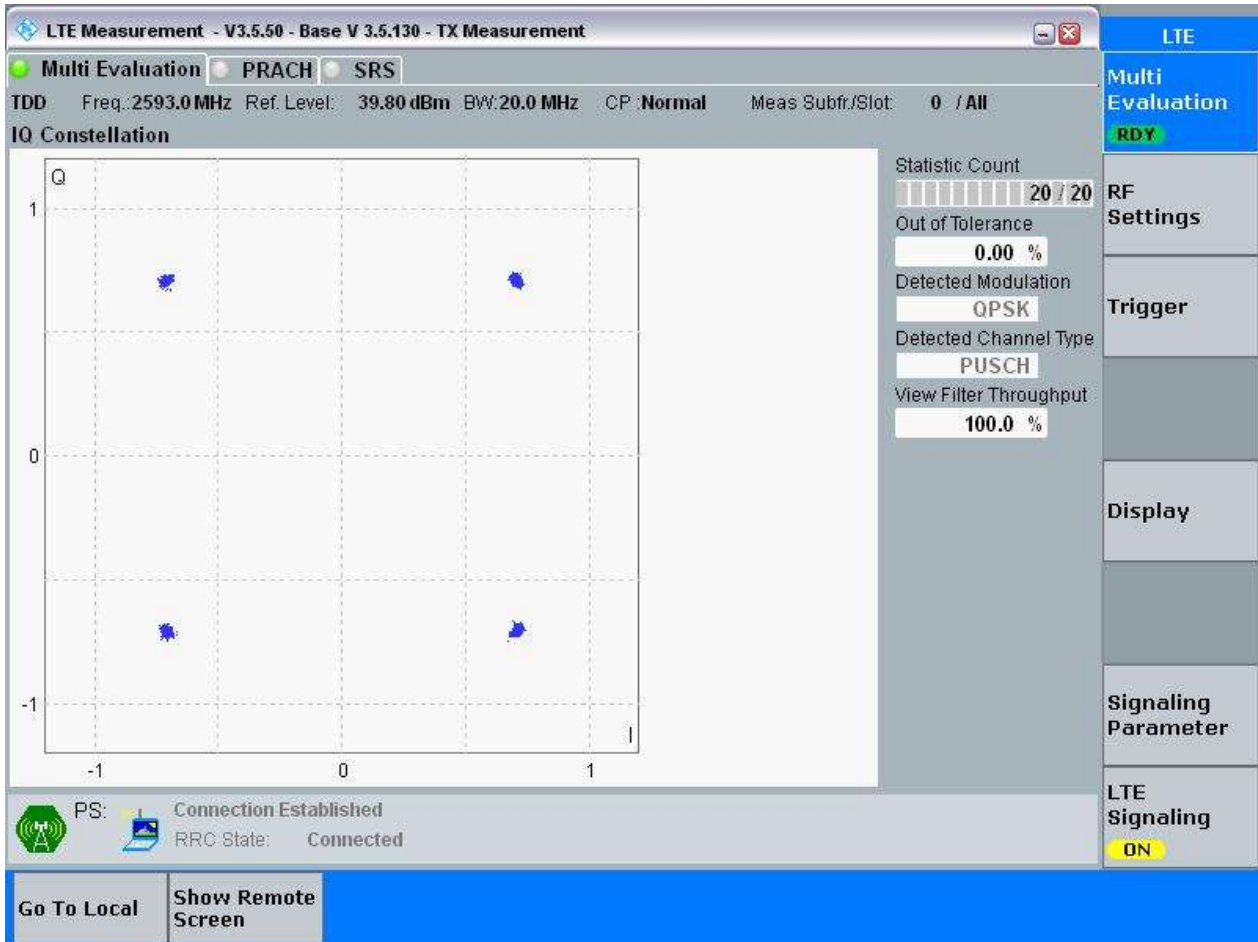 LTE Measurement - V3.5.50 - Base V 3.5.130 - TX Measurement
Multi Evaluation PRACH SRS
TDD Freq.:2593.0 MHz Ref. Level: 39.80 dBm BW:20.0 MHz CP :Normal Meas Subfr./Slot: 0 / All
IQ Constellation
Q
1
0
-1
I
-1 0 1
Statistic Count
20 / 20
Out of Tolerance
0.00 %
Detected Modulation
QPSK
Detected Channel Type
PUSCH
View Filter Throughput
100.0 %
PS: Connection Established
RRC State: Connected
LTE
Multi
Evaluation
RDY
RF
Settings
Trigger
Display
Signaling
Parameter
LTE
Signaling
ON
Go To Local
Show Remote
Screen